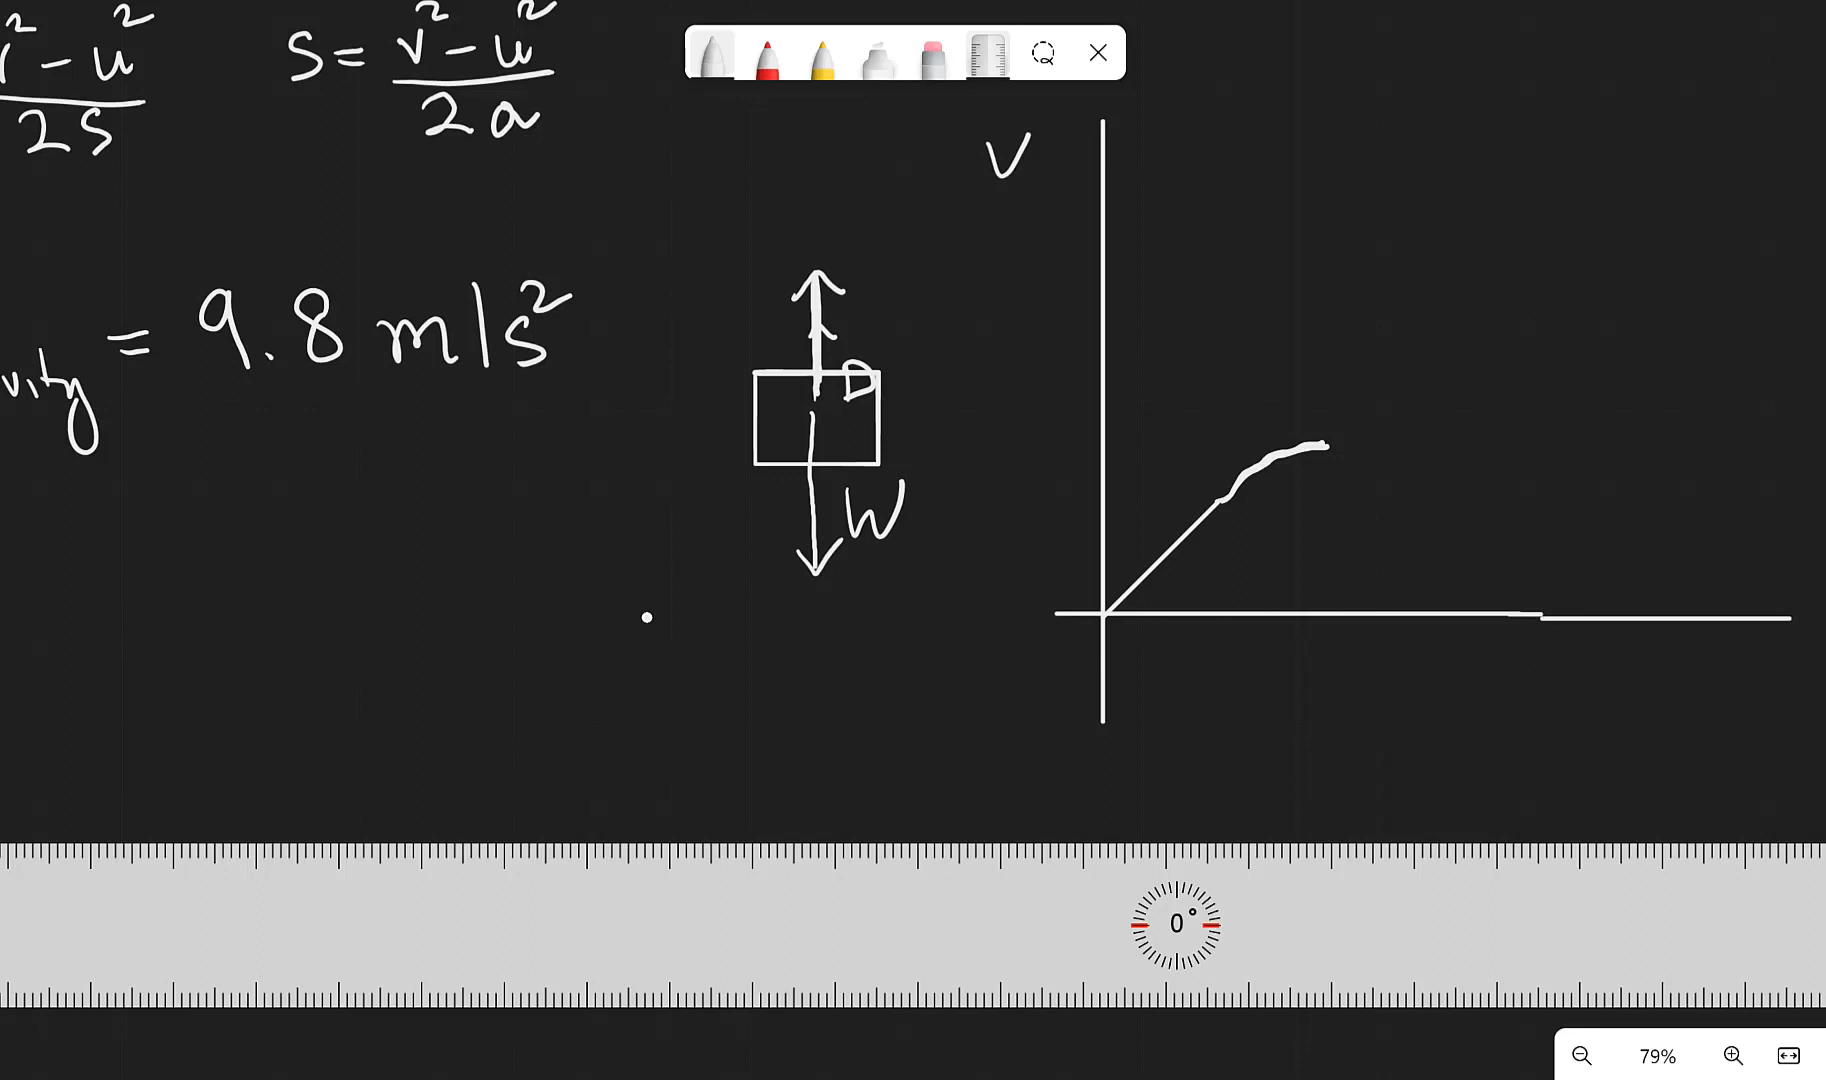 v² - u² / 2s
s = v² - u² / 2a
V
vity = 9.8 m/s²
D
W
0°
79%